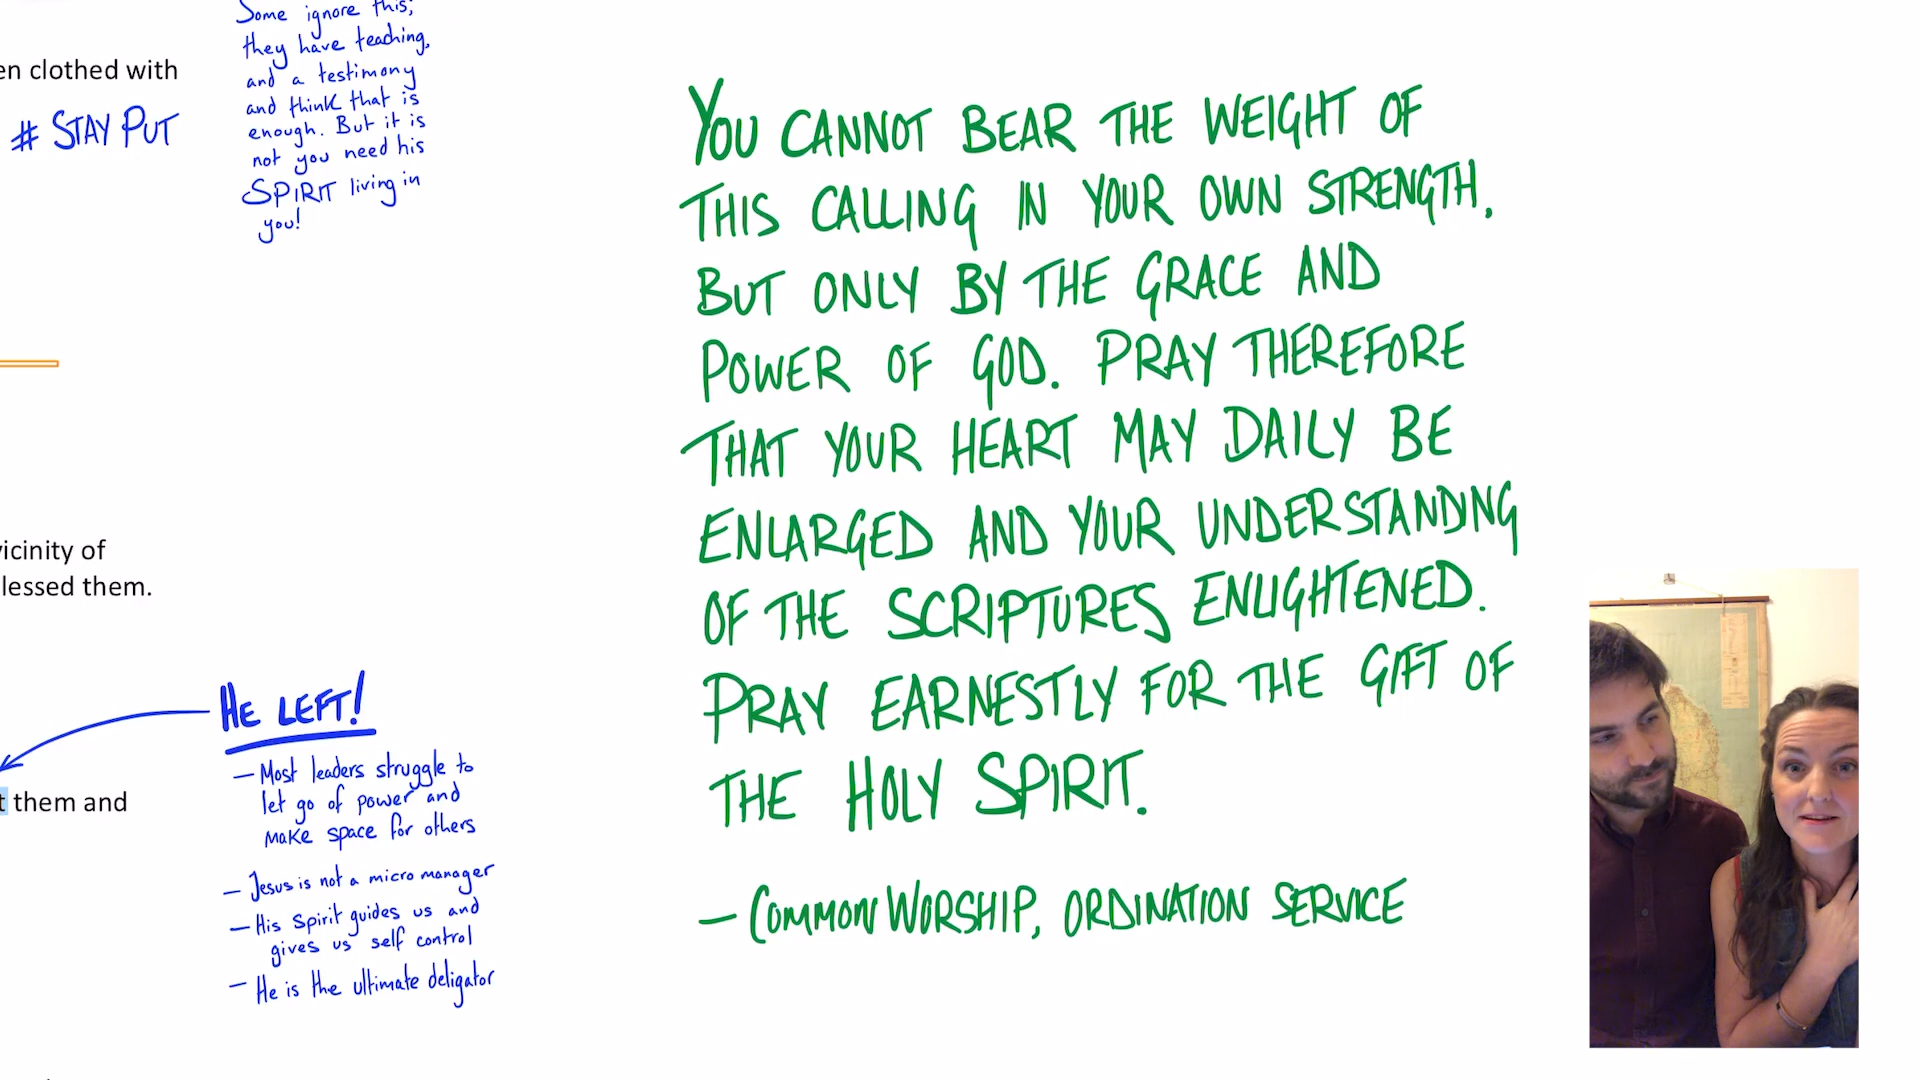 Some ignore this;
they have teaching,
and a testimony
and think that is
enough. But it is
not you need his
SPIRIT living in
you!
en clothed with
# STAY PUT
vicinity of
lessed them.
HE LEFT!
– Most leaders struggle to
let go of power and
make space for others
– Jesus is not a micro manager
– His Spirit guides us and
gives us self control
– He is the ultimate deligator
t them and
YOU CANNOT BEAR THE WEIGHT OF
THIS CALLING IN YOUR OWN STRENGTH,
BUT ONLY BY THE GRACE AND
POWER OF GOD. PRAY THEREFORE
THAT YOUR HEART MAY DAILY BE
ENLARGED AND YOUR UNDERSTANDING
OF THE SCRIPTURES ENLIGHTENED.
PRAY EARNESTLY FOR THE GIFT OF
THE HOLY SPIRIT.
– COMMON WORSHIP, ORDINATION SERVICE